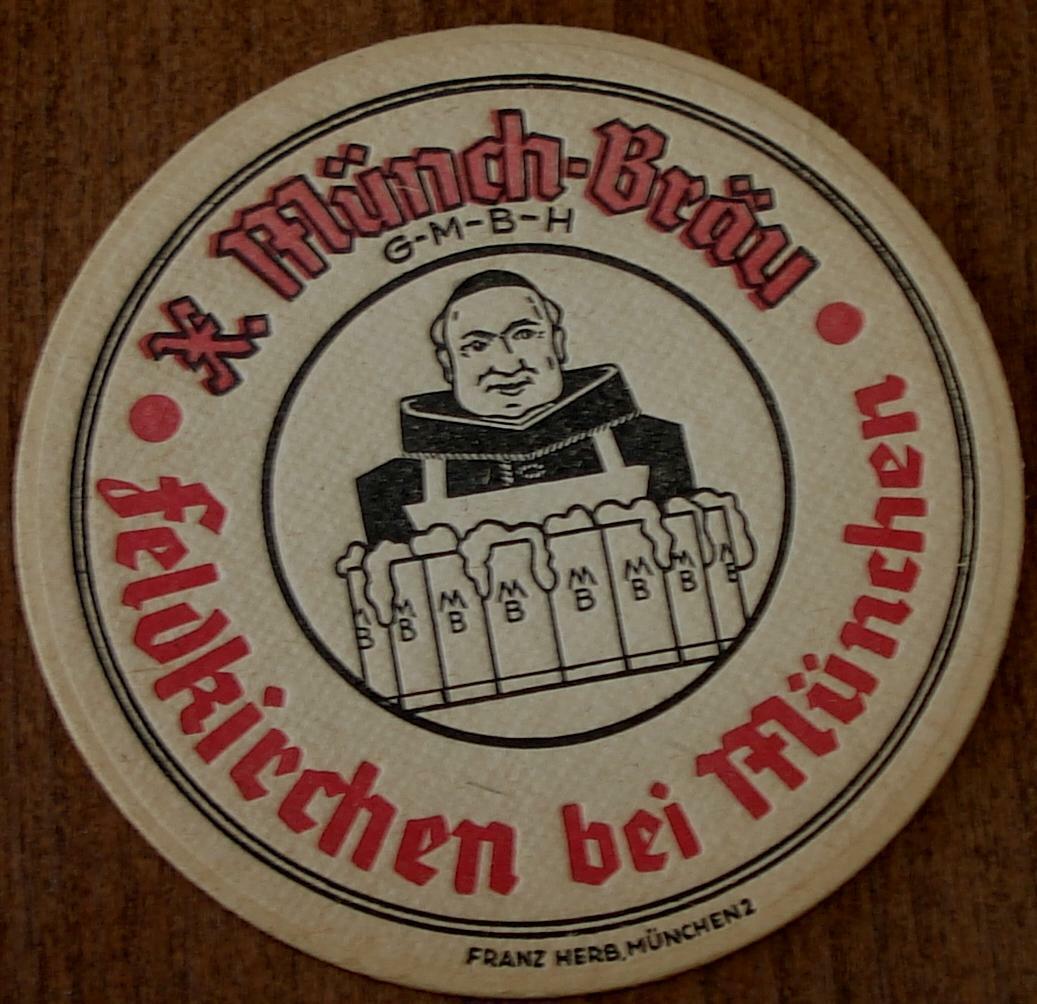 X. Münch-Bräu
G-M-B-H
Feldkirchen bei München
MB MB MB MB MB MB MB MB
FRANZ HERB, MÜNCHEN 2